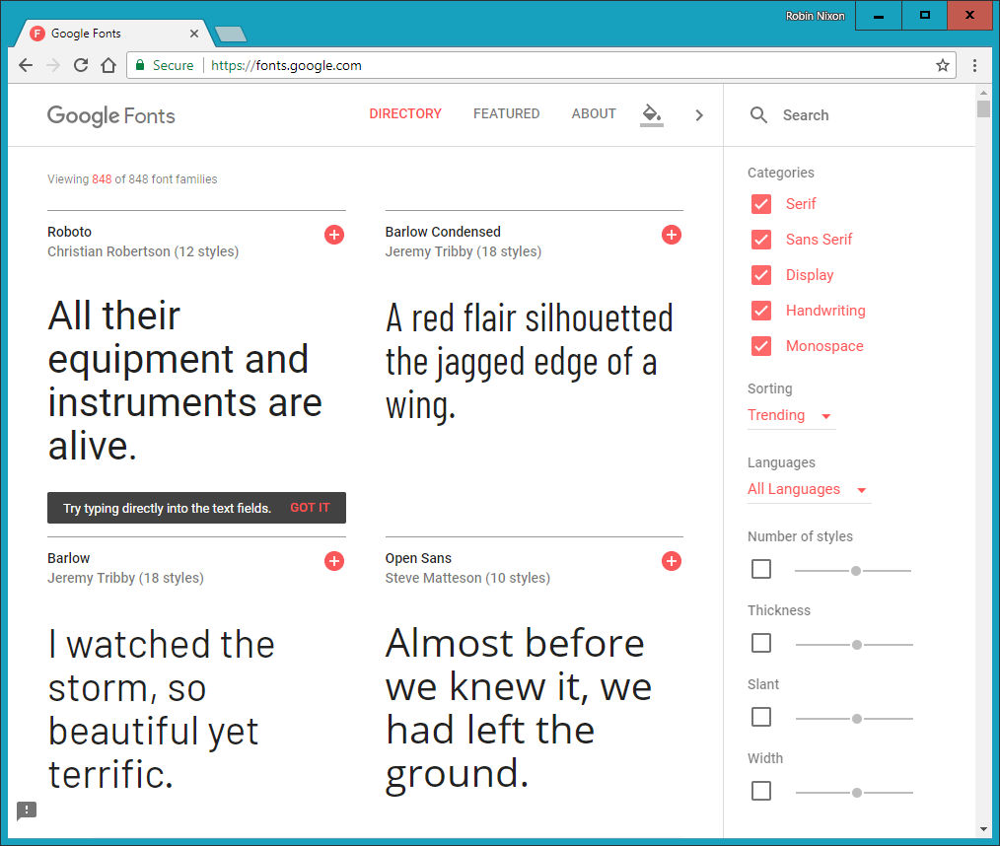 Robin Nixon
F Google Fonts
Secure https://fonts.google.com
Google Fonts DIRECTORY FEATURED ABOUT
Search
Viewing 848 of 848 font families
Roboto
Christian Robertson (12 styles)
All their
equipment and
instruments are
alive.
Try typing directly into the text fields. GOT IT
Barlow Condensed
Jeremy Tribby (18 styles)
A red flair silhouetted
the jagged edge of a
wing.
Barlow
Jeremy Tribby (18 styles)
I watched the
storm, so
beautiful yet
terrific.
Open Sans
Steve Matteson (10 styles)
Almost before
we knew it, we
had left the
ground.
Categories
Serif
Sans Serif
Display
Handwriting
Monospace
Sorting
Trending
Languages
All Languages
Number of styles
Thickness
Slant
Width